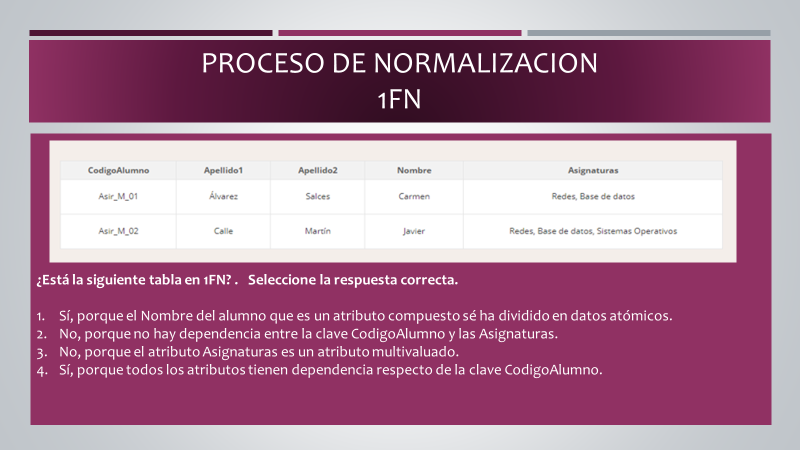 PROCESO DE NORMALIZACION
1FN
CodigoAlumno Apellido1 Apellido2 Nombre Asignaturas
Asir_M_01 Álvarez Salces Carmen Redes, Base de datos
Asir_M_02 Calle Martín Javier Redes, Base de datos, Sistemas Operativos
¿Está la siguiente tabla en 1FN? . Seleccione la respuesta correcta.
1. Sí, porque el Nombre del alumno que es un atributo compuesto sé ha dividido en datos atómicos.
2. No, porque no hay dependencia entre la clave CodigoAlumno y las Asignaturas.
3. No, porque el atributo Asignaturas es un atributo multivaluado.
4. Sí, porque todos los atributos tienen dependencia respecto de la clave CodigoAlumno.